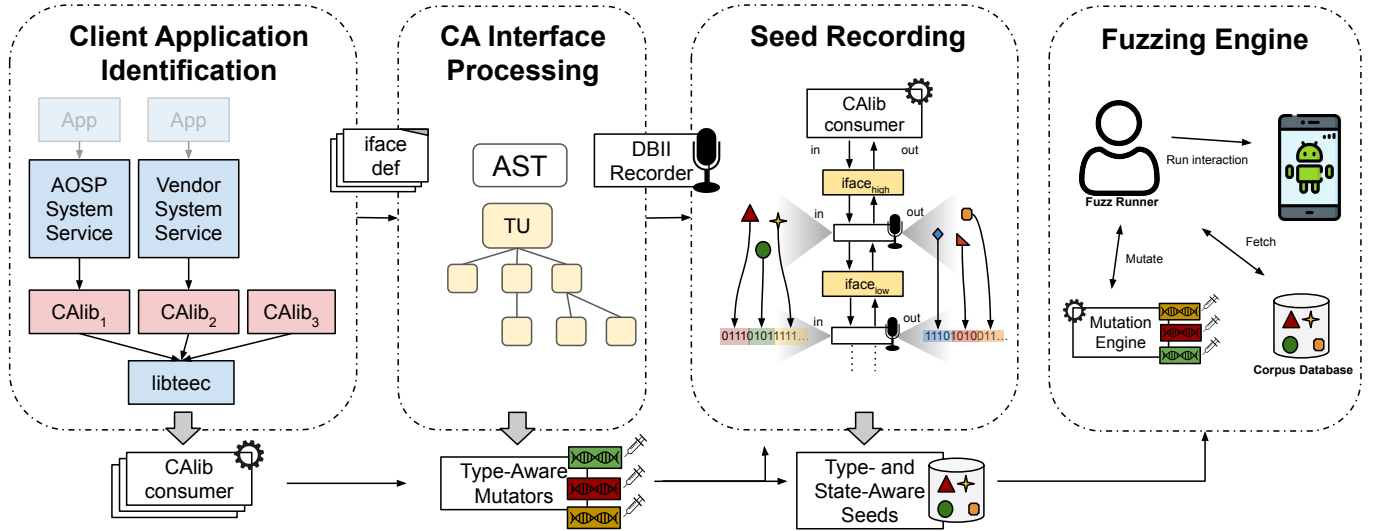 Client Application
Identification
App
App
AOSP
System
Service
Vendor
System
Service
CAlib1
CAlib2
CAlib3
libteec
CAlib
consumer
iface
def
CA Interface
Processing
AST
TU
Type-Aware
Mutators
DBII
Recorder
Seed Recording
CAlib
consumer
in
out
iface_high
in
out
iface_low
in
out
011101011111...
11101010011...
Type- and
State-Aware
Seeds
Fuzzing Engine
Fuzz Runner
Run interaction
Mutate
Fetch
Mutation
Engine
Corpus Database